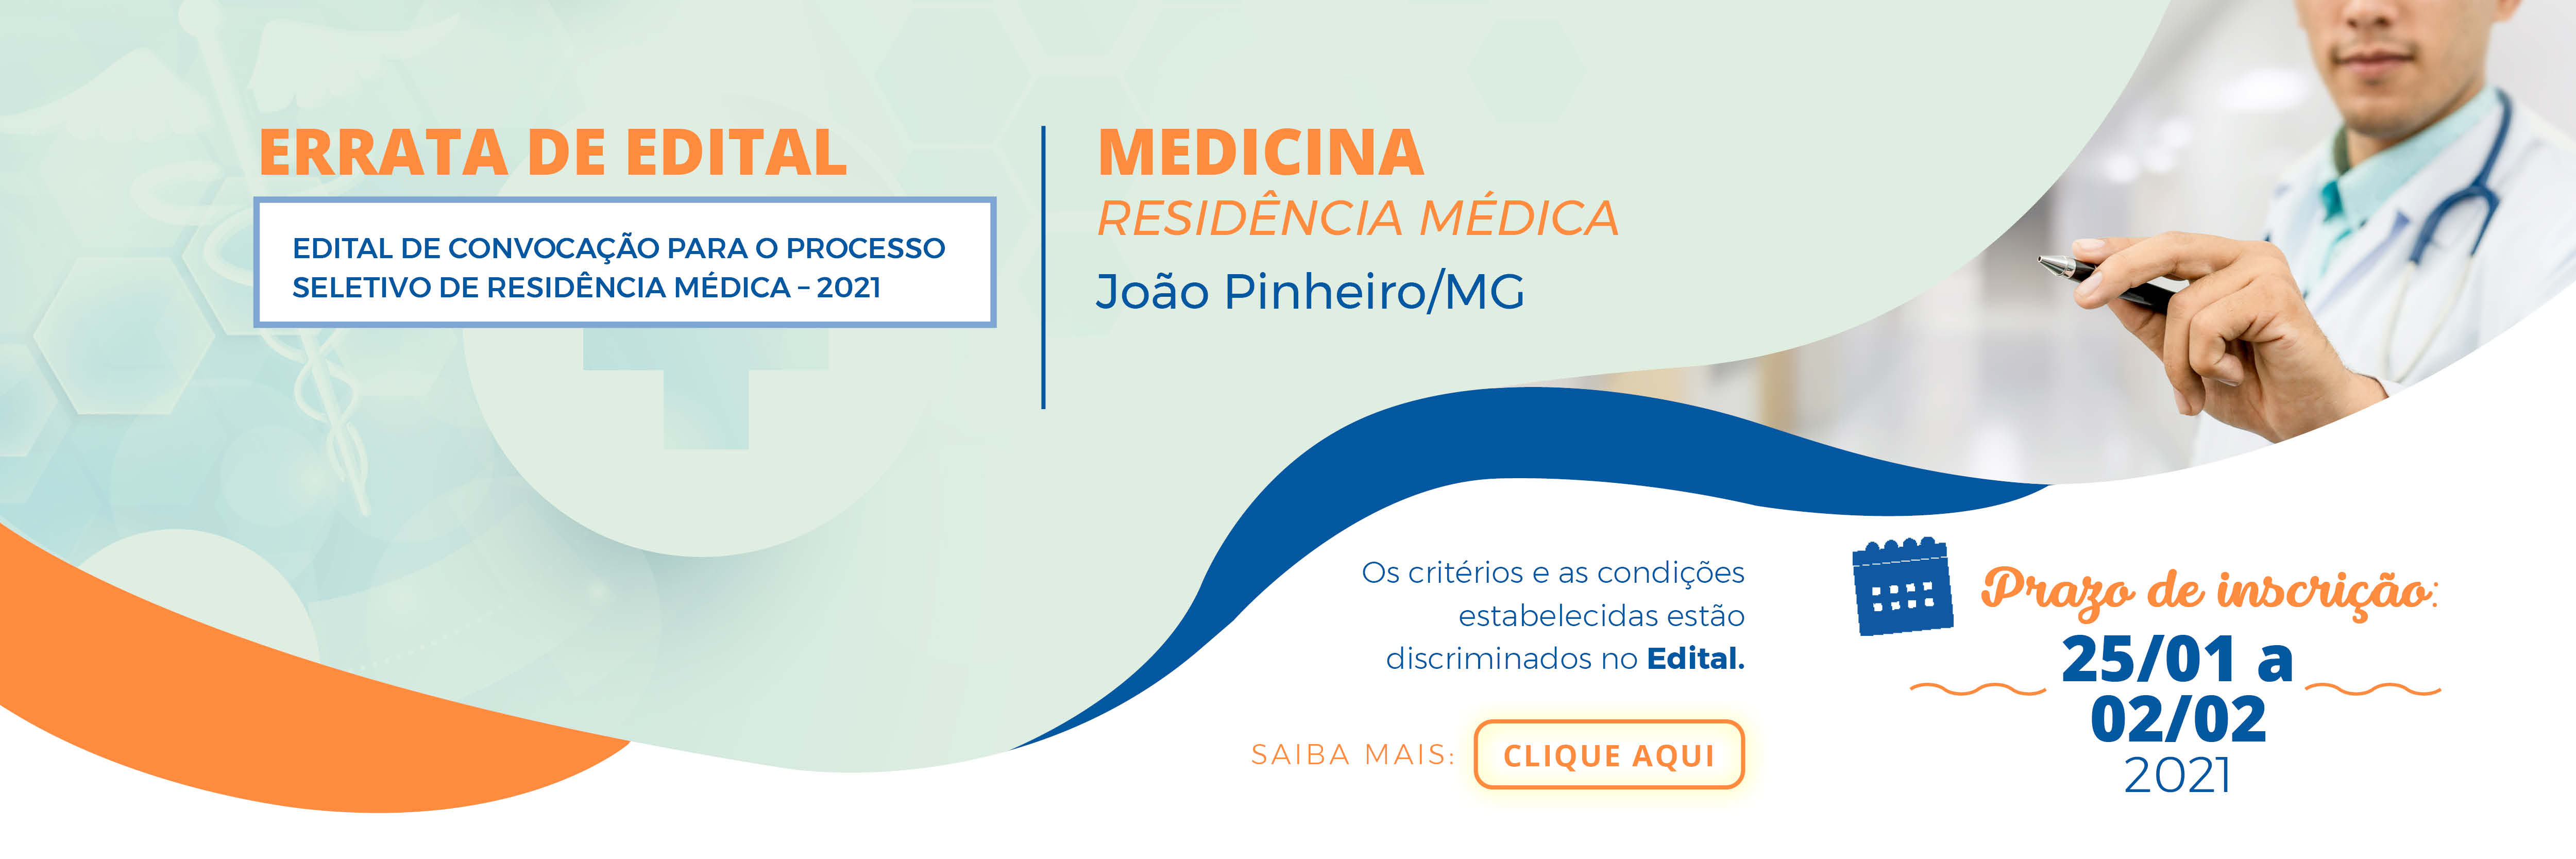 ERRATA DE EDITAL
EDITAL DE CONVOCAÇÃO PARA O PROCESSO
SELETIVO DE RESIDÊNCIA MÉDICA – 2021
MEDICINA
RESIDÊNCIA MÉDICA
João Pinheiro/MG
Os critérios e as condições
estabelecidas estão
discriminados no Edital.
SAIBA MAIS: CLIQUE AQUI
Prazo de inscrição:
25/01 a
02/02
2021